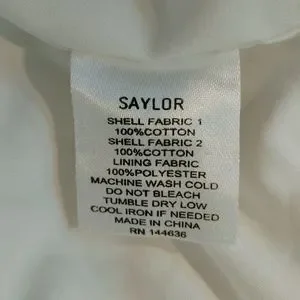 SAYLOR
SHELL FABRIC 1
100%COTTON
SHELL FABRIC 2
100%COTTON
LINING FABRIC
100%POLYESTER
MACHINE WASH COLD
DO NOT BLEACH
TUMBLE DRY LOW
COOL IRON IF NEEDED
MADE IN CHINA
RN 144636